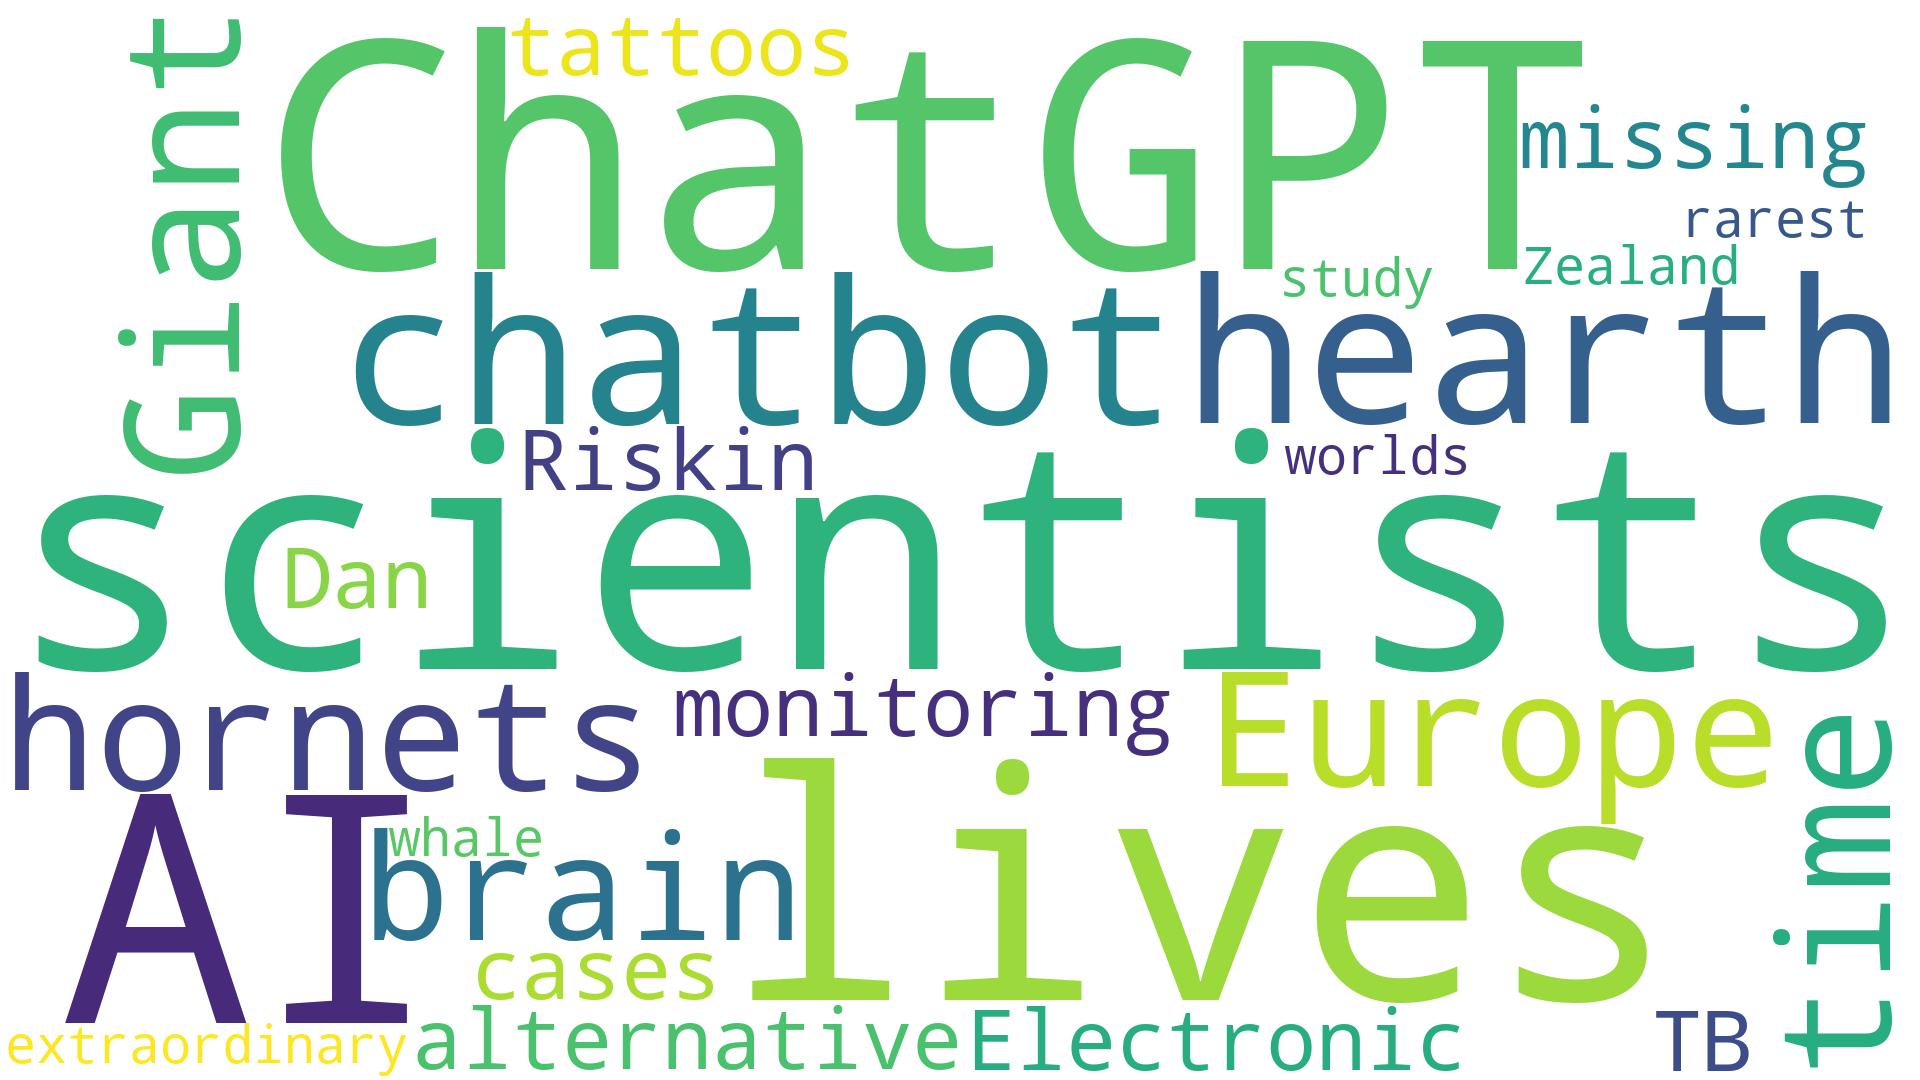 Giant
ChatGPT
tattoos
missing
rarest
Zealand
study
chatbot
hearth
Riskin
worlds
scientists
Dan
hornets
monitoring
Europe
time
AI
whale
brain
lives
cases
extraordinary
alternative
Electronic
TB